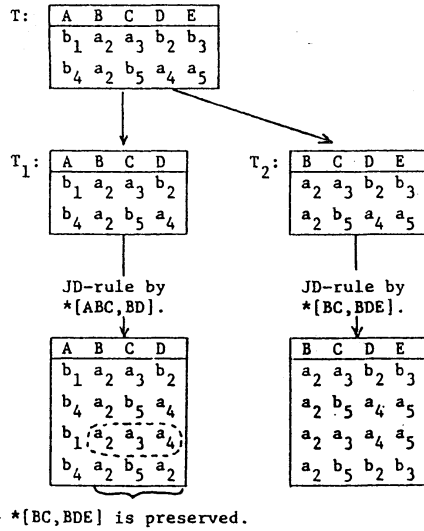 T: A B C D E
b1 a2 a3 b2 b3
b4 a2 b5 a4 a5
T1: A B C D
b1 a2 a3 b2
b4 a2 b5 a4
T2: B C D E
a2 a3 b2 b3
a2 b5 a4 a5
JD-rule by
*[ABC,BD].
JD-rule by
*[BC,BDE].
A B C D
b1 a2 a3 b2
b4 a2 b5 a4
b1 a2 a3 a4
b4 a2 b5 a2
B C D E
a2 a3 b2 b3
a2 b5 a4 a5
a2 a3 a4 a5
a2 b5 b2 b3
*[BC,BDE] is preserved.